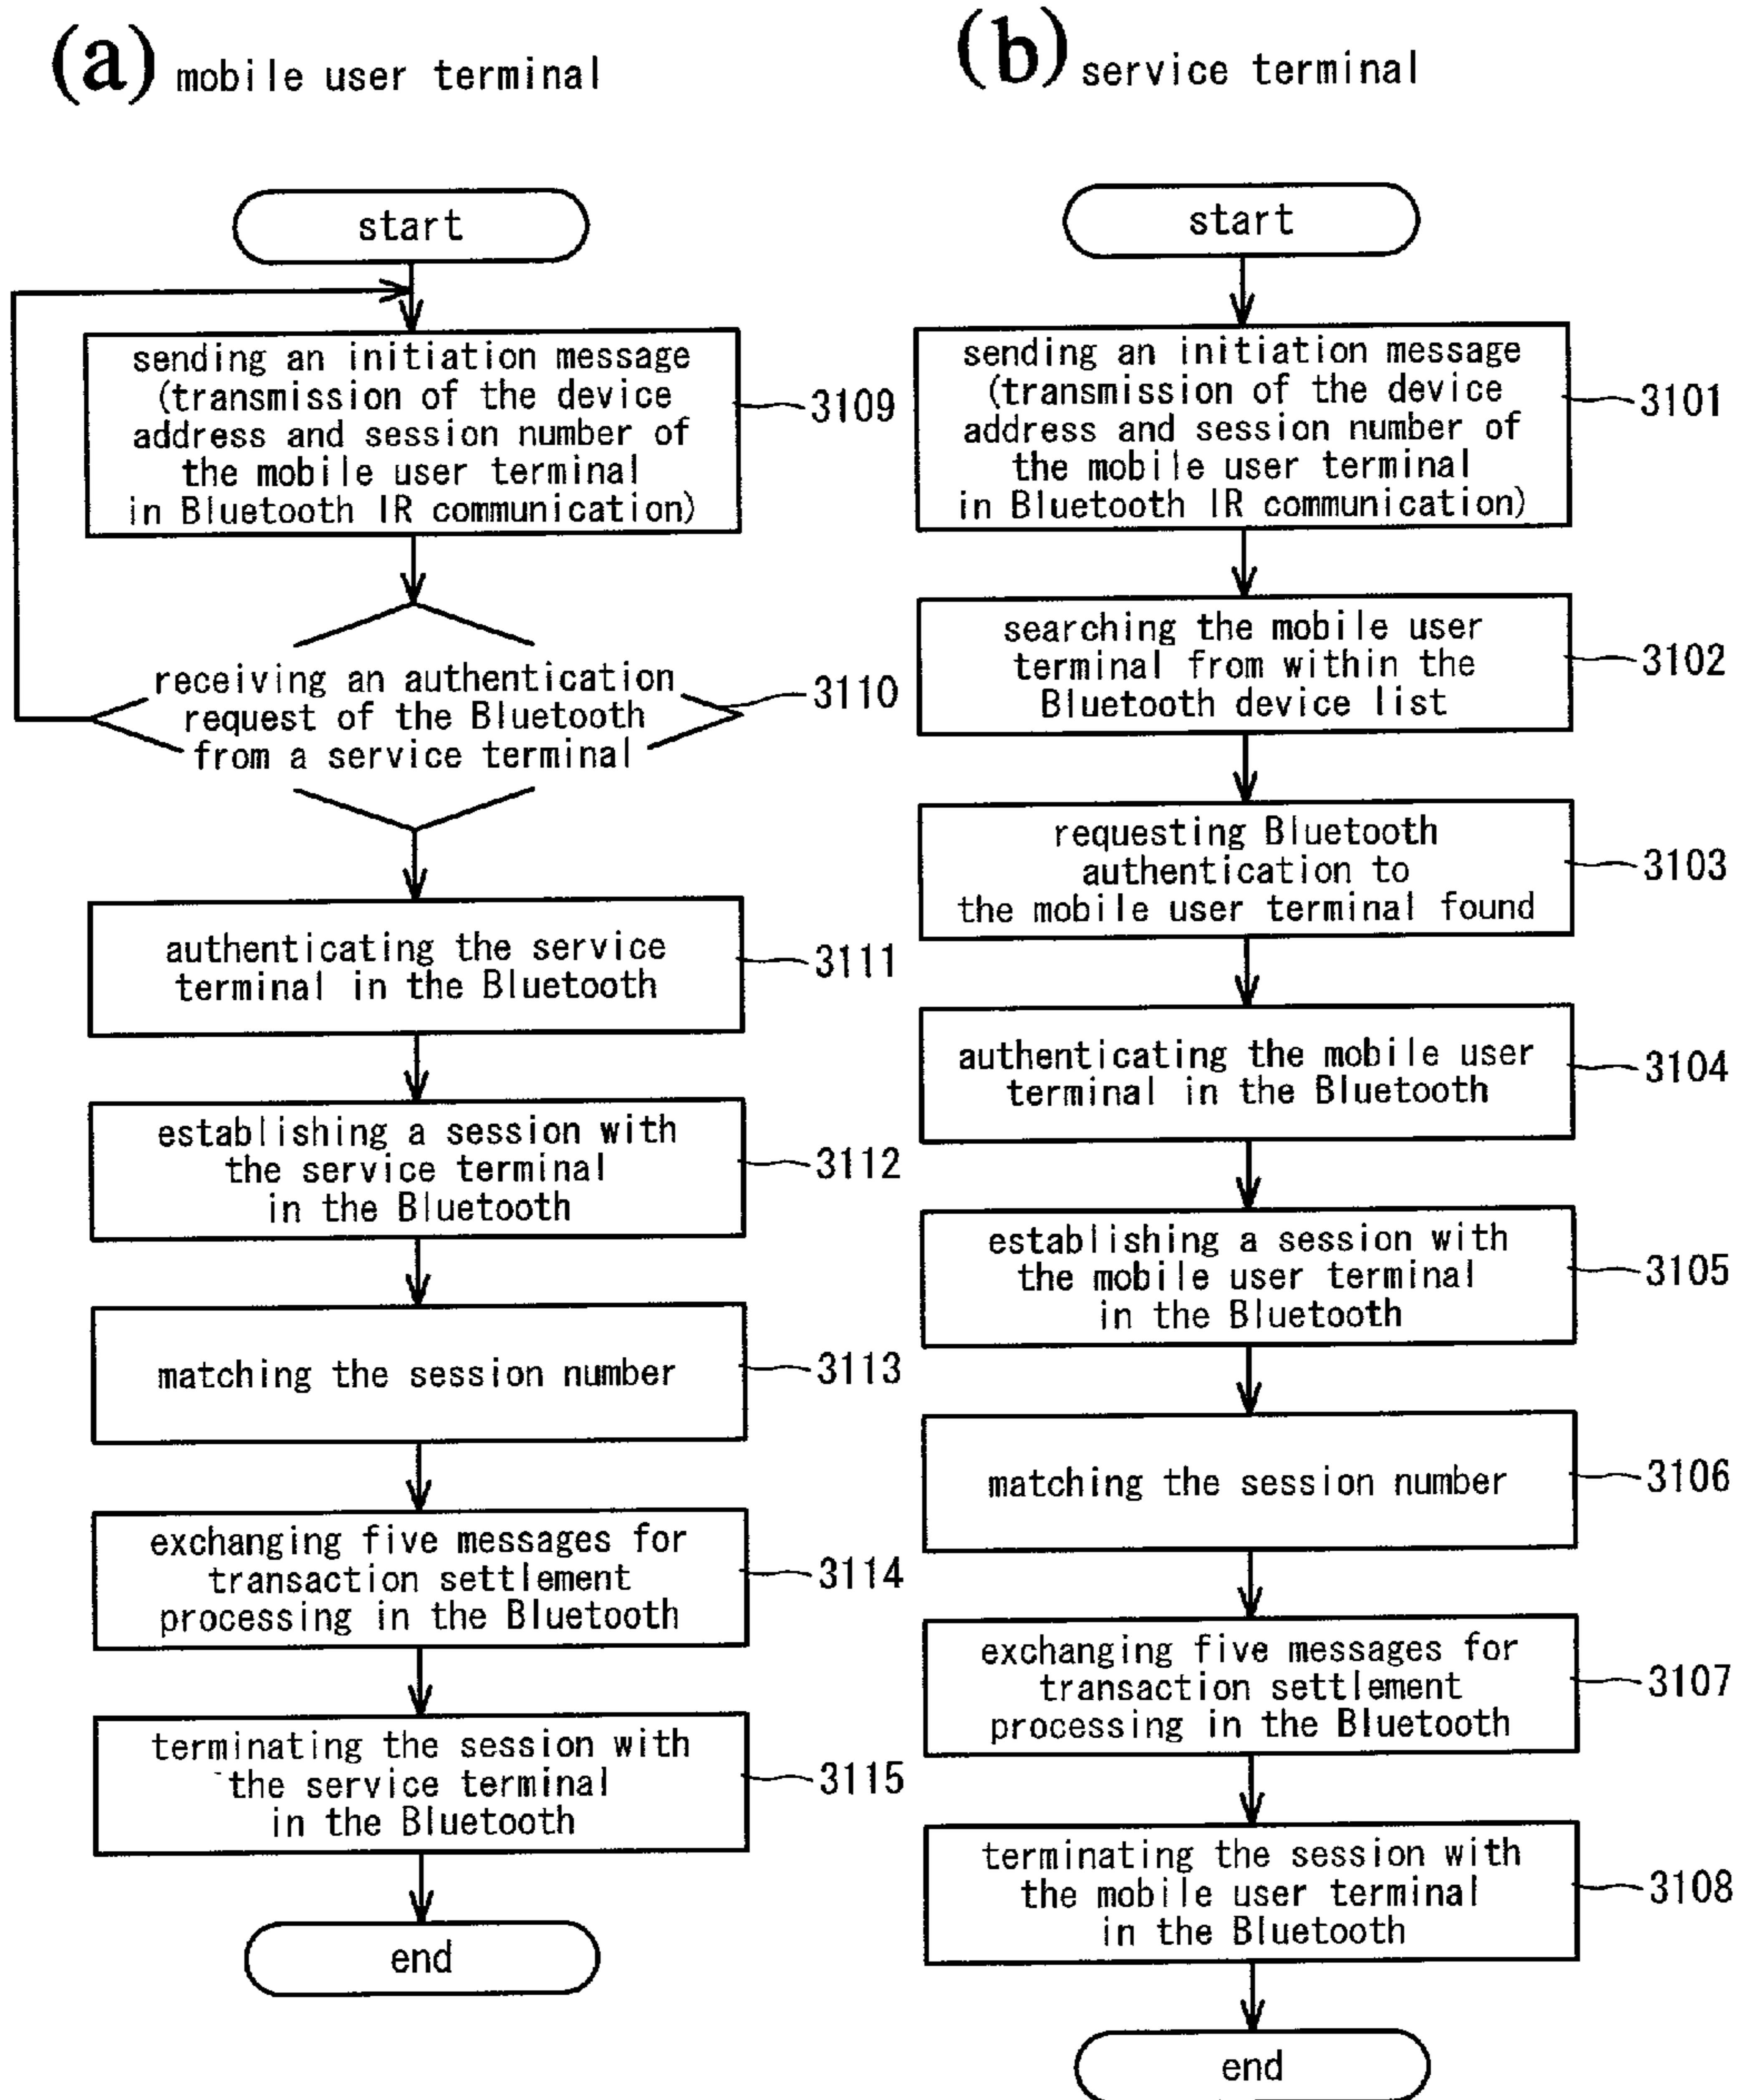 (a) mobile user terminal
start
sending an initiation message
(transmission of the device
address and session number of
the mobile user terminal
in Bluetooth IR communication)
3109
receiving an authentication
request of the Bluetooth
from a service terminal
3110
authenticating the service
terminal in the Bluetooth
3111
establishing a session with
the service terminal
in the Bluetooth
3112
matching the session number
3113
exchanging five messages for
transaction settlement
processing in the Bluetooth
3114
terminating the session with
the service terminal
in the Bluetooth
3115
end
(b) service terminal
start
sending an initiation message
(transmission of the device
address and session number of
the mobile user terminal
in Bluetooth IR communication)
3101
searching the mobile user
terminal from within the
Bluetooth device list
3102
requesting Bluetooth
authentication to
the mobile user terminal found
3103
authenticating the mobile user
terminal in the Bluetooth
3104
establishing a session with
the mobile user terminal
in the Bluetooth
3105
matching the session number
3106
exchanging five messages for
transaction settlement
processing in the Bluetooth
3107
terminating the session with
the mobile user terminal
in the Bluetooth
3108
end